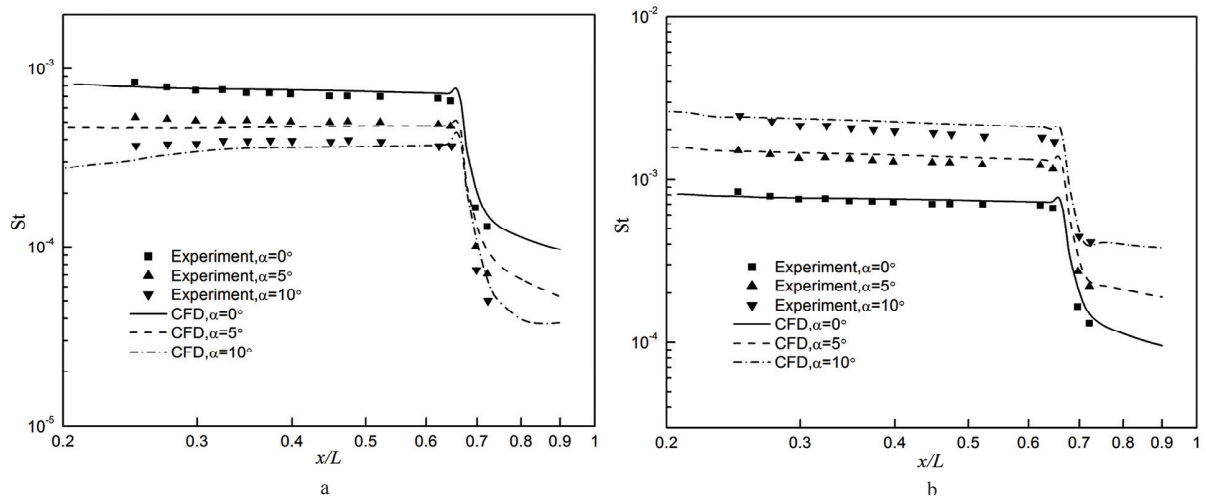 10⁻³
10⁻⁴
10⁻⁵
St
Experiment,α=0°
Experiment,α=5°
Experiment,α=10°
CFD,α=0°
CFD,α=5°
CFD,α=10°
0.2 0.3 0.4 0.5 0.6 0.7 0.8 0.9 1
x/L
a
10⁻²
10⁻³
10⁻⁴
St
Experiment,α=0°
Experiment,α=5°
Experiment,α=10°
CFD,α=0°
CFD,α=5°
CFD,α=10°
0.2 0.3 0.4 0.5 0.6 0.7 0.8 0.9 1
x/L
b